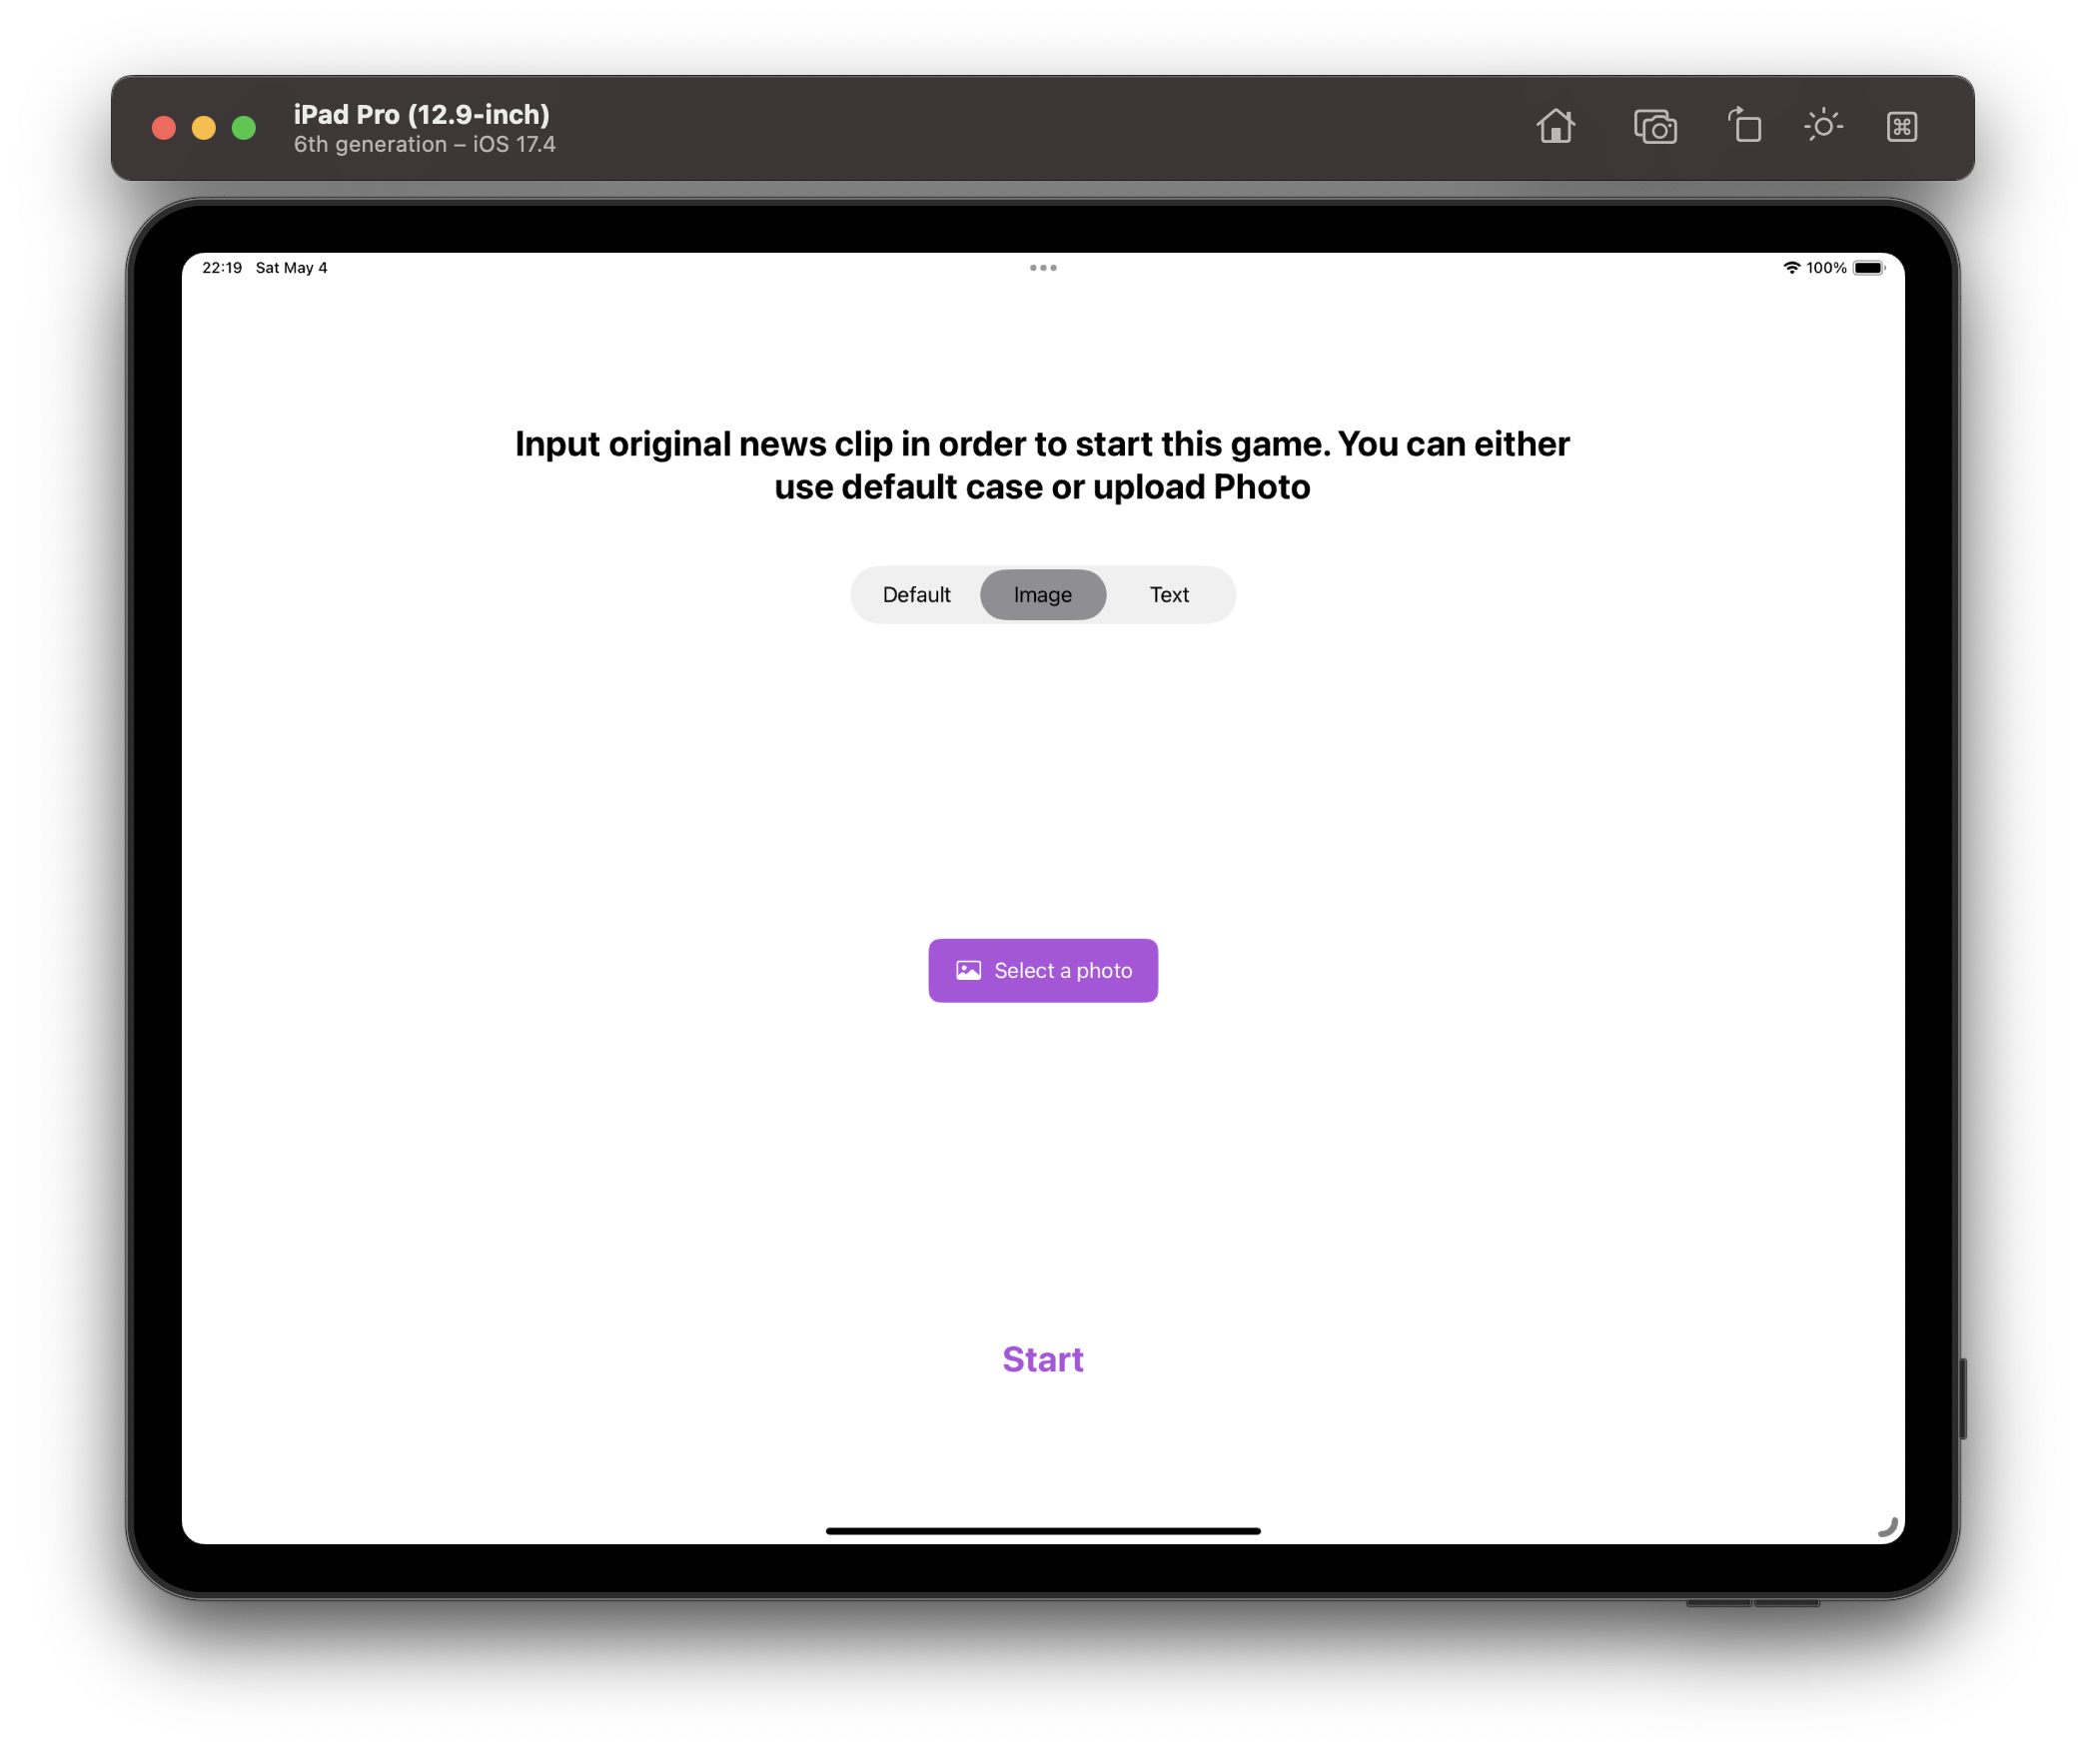 iPad Pro (12.9-inch)
6th generation – iOS 17.4
22:19 Sat May 4
100%
Input original news clip in order to start this game. You can either
use default case or upload Photo
Default Image Text
Select a photo
Start